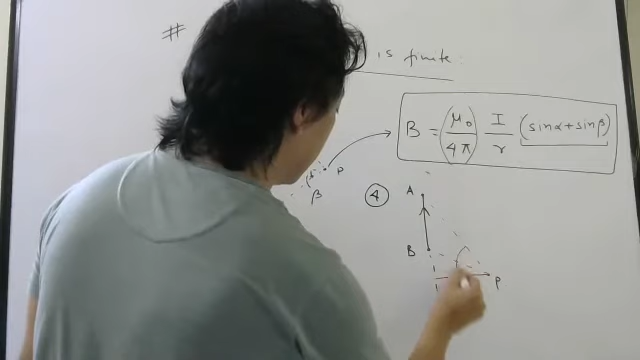 #
is finite:
B = (μ₀/4π) I/r (sinα+sinβ)
P
β
④
A
B
P